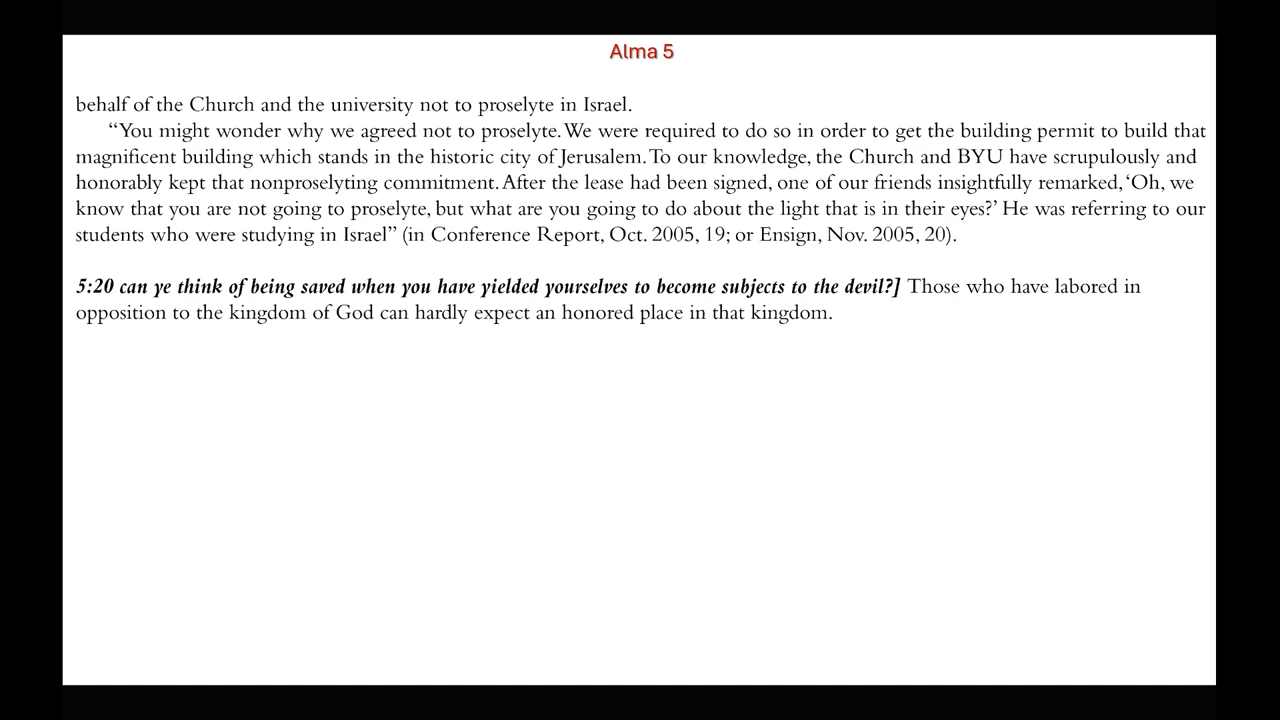 Alma 5
behalf of the Church and the university not to proselyte in Israel.
“You might wonder why we agreed not to proselyte. We were required to do so in order to get the building permit to build that
magnificent building which stands in the historic city of Jerusalem. To our knowledge, the Church and BYU have scrupulously and
honorably kept that nonproselyting commitment. After the lease had been signed, one of our friends insightfully remarked, ‘Oh, we
know that you are not going to proselyte, but what are you going to do about the light that is in their eyes?’ He was referring to our
students who were studying in Israel” (in Conference Report, Oct. 2005, 19; or Ensign, Nov. 2005, 20).
5:20 can ye think of being saved when you have yielded yourselves to become subjects to the devil?] Those who have labored in
opposition to the kingdom of God can hardly expect an honored place in that kingdom.